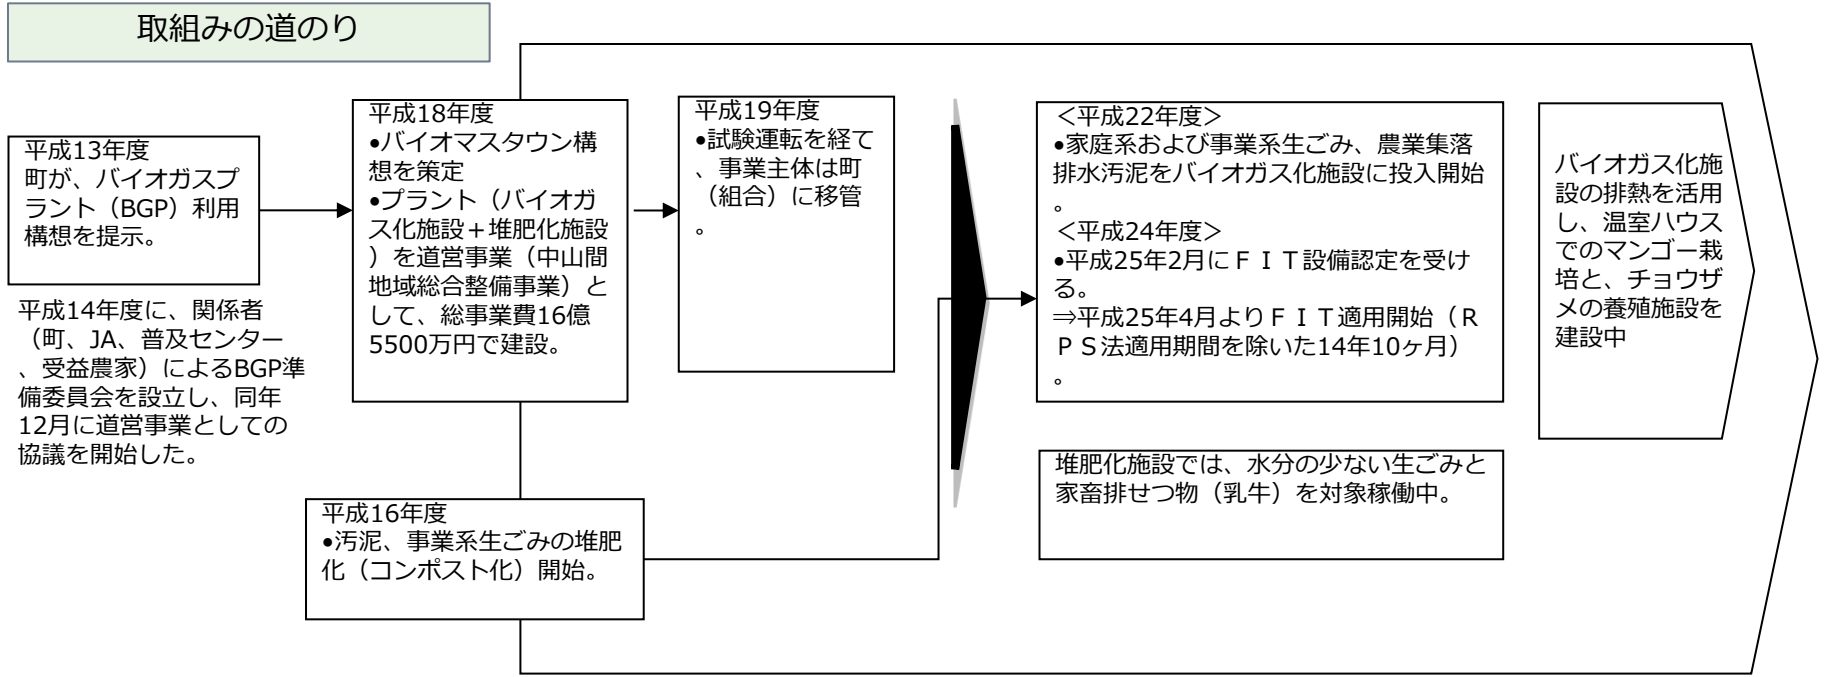 取組みの道のり
平成13年度
町が、バイオガスプ
ラント（BGP）利用
構想を提示。
平成14年度に、関係者
（町、JA、普及センター
、受益農家）によるBGP準
備委員会を設立し、同年
12月に道営事業としての
協議を開始した。
平成18年度
•バイオマスタウン構
想を策定
•プラント（バイオガ
ス化施設＋堆肥化施設
）を道営事業（中山間
地域総合整備事業）と
して、総事業費16億
5500万円で建設。
平成16年度
•汚泥、事業系生ごみの堆肥
化（コンポスト化）開始。
平成19年度
•試験運転を経て
、事業主体は町
（組合）に移管
。
＜平成22年度＞
•家庭系および事業系生ごみ、農業集落
排水汚泥をバイオガス化施設に投入開始
。
＜平成24年度＞
•平成25年2月にＦＩＴ設備認定を受け
る。
⇒平成25年4月よりＦＩＴ適用開始（Ｒ
ＰＳ法適用期間を除いた14年10ヶ月）
。
堆肥化施設では、水分の少ない生ごみと
家畜排せつ物（乳牛）を対象稼働中。
バイオガス化施
設の排熱を活用
し、温室ハウス
でのマンゴー栽
培と、チョウザ
メの養殖施設を
建設中